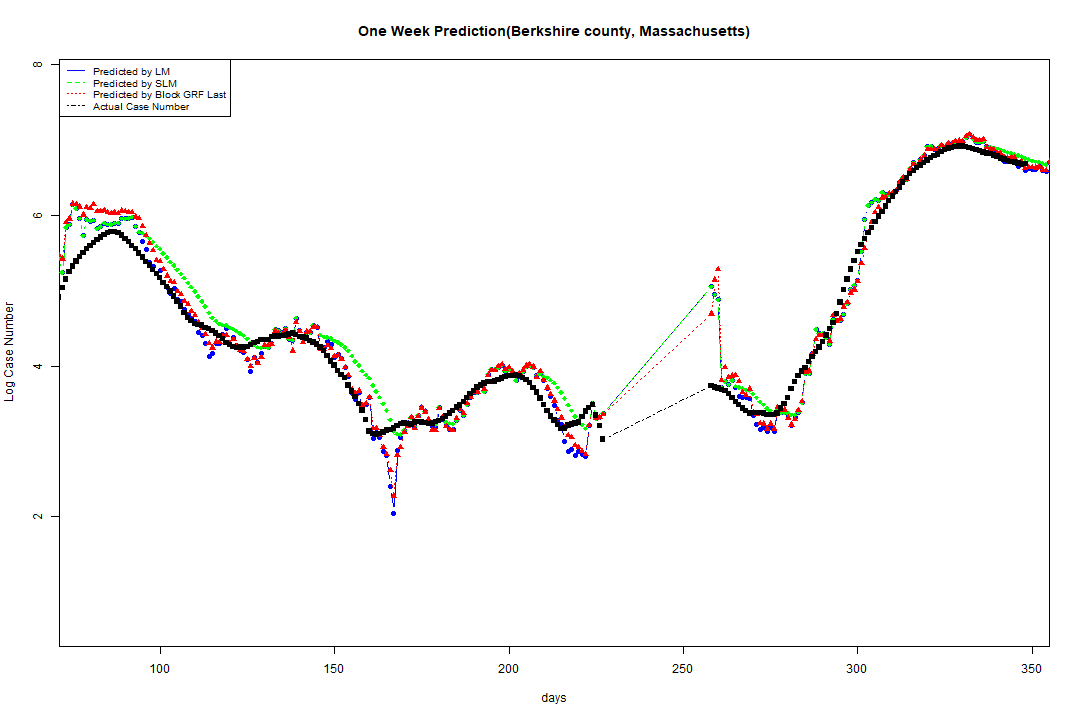 One Week Prediction(Berkshire county, Massachusetts)
Predicted by LM
Predicted by SLM
Predicted by Block GRF Last
Actual Case Number
8
6
4
2
Log Case Number
100 150 200 250 300 350
days